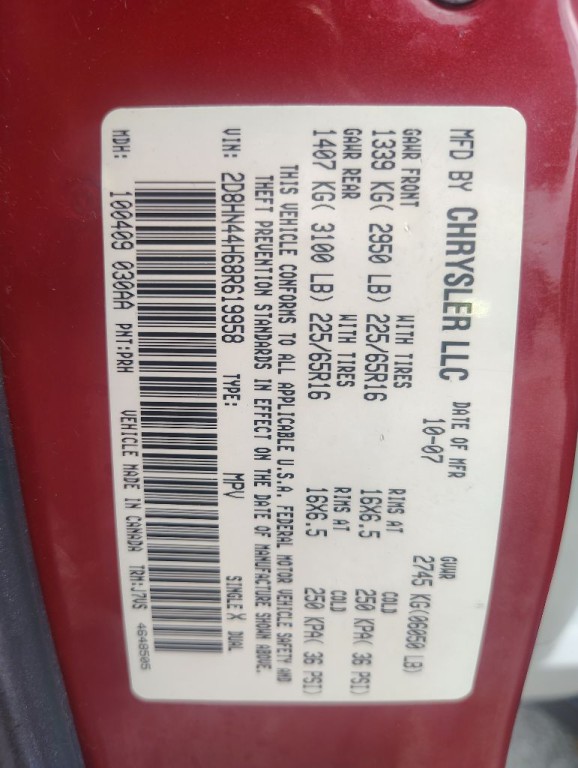 MFD BY CHRYSLER LLC DATE OF MFR GVWR
10-07 2745 KG(06050 LB)
GAWR FRONT WITH TIRES RIMS AT COLD
1339 KG( 2950 LB) 225/65R16 16X6.5 250 KPA( 36 PSI)
GAWR REAR WITH TIRES RIMS AT COLD
1407 KG( 3100 LB) 225/65R16 16X6.5 250 KPA( 36 PSI)
THIS VEHICLE CONFORMS TO ALL APPLICABLE U.S.A. FEDERAL MOTOR VEHICLE SAFETY AND
THEFT PREVENTION STANDARDS IN EFFECT ON THE DATE OF MANUFACTURE SHOWN ABOVE.
VIN: 2D8HN44H68R619958 TYPE: MPV SINGLE X DUAL
MDH: 100409 030AA PNT:PRH VEHICLE MADE IN CANADA TRM:J7VS 4648505